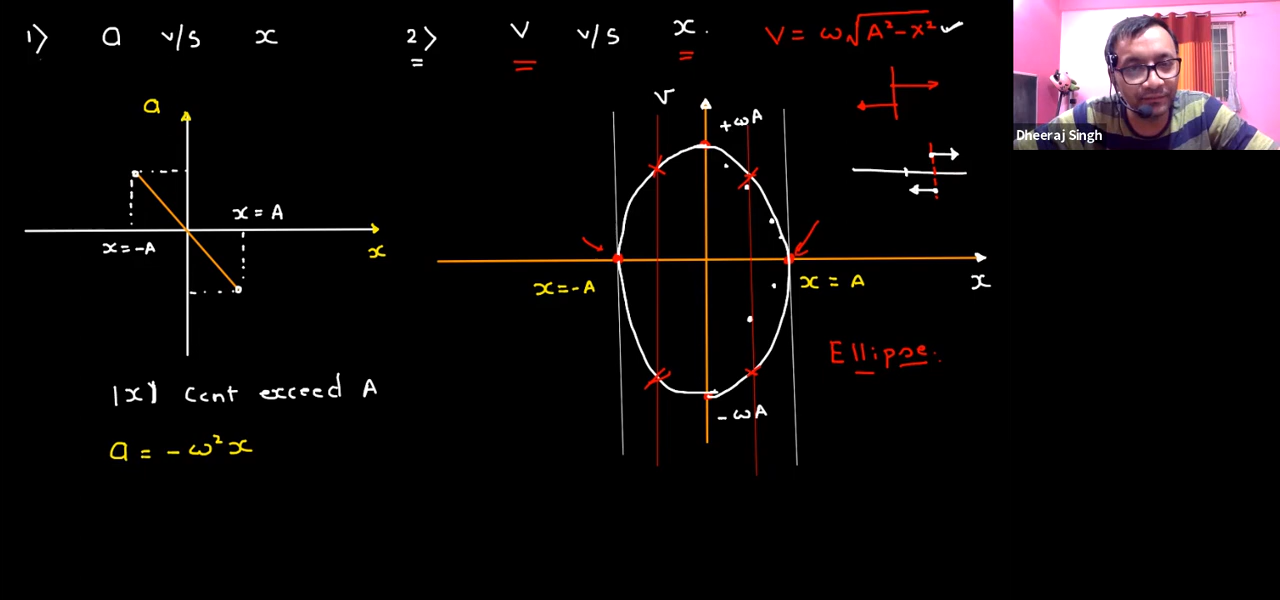 1) a v/s x
2) v v/s x.
V = ω√A²-x²
Dheeraj Singh
a
v
+ωA
x = A
x=-A
x
x=-A
x = A
x
Ellipse.
|x| cant exceed A
-ωA
a = -ω²x